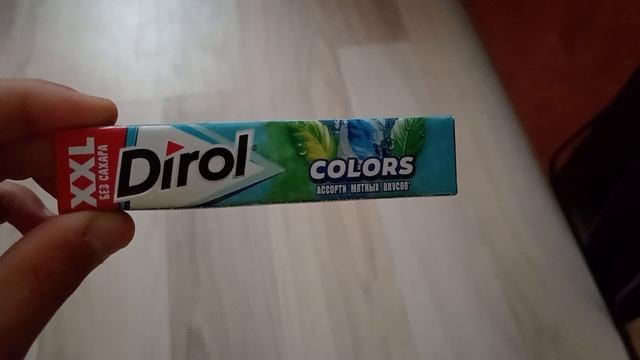 XXL
БЕЗ САХАРА
Dirol®
COLORS
АССОРТИ МЯТНЫХ ВКУСОВ*